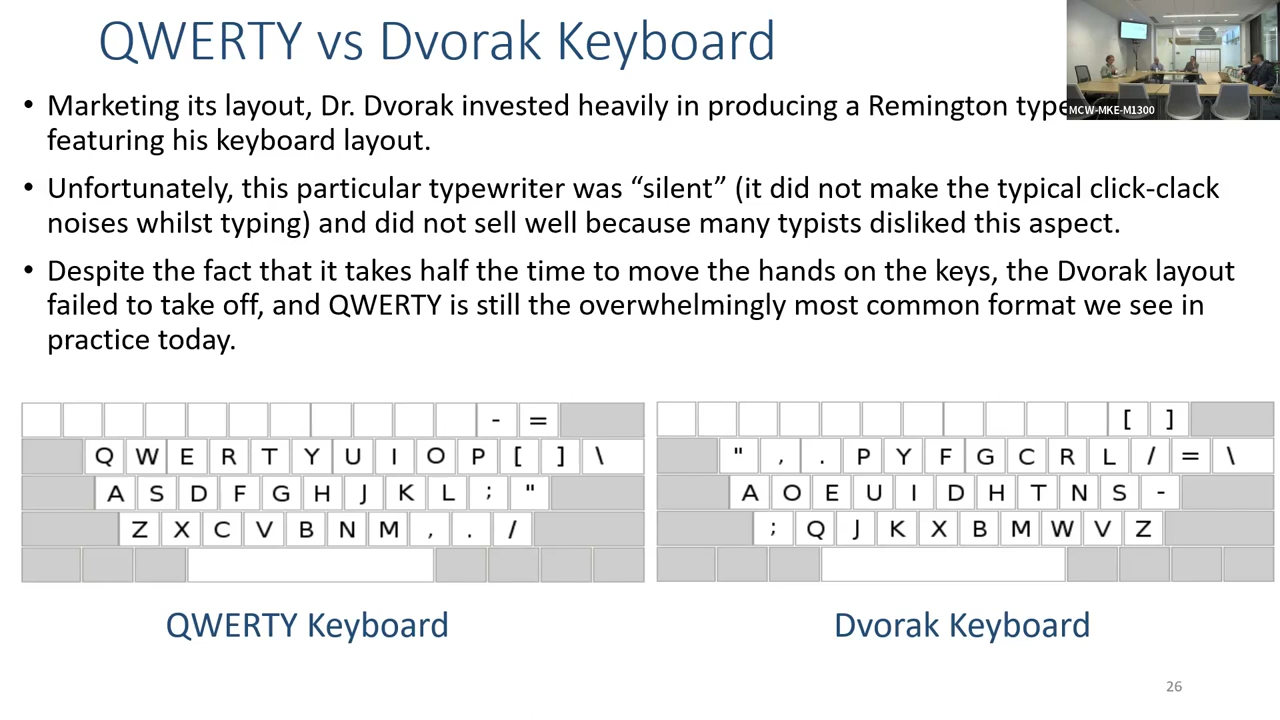 QWERTY vs Dvorak Keyboard
MCW-MKE-M1300
• Marketing its layout, Dr. Dvorak invested heavily in producing a Remington
featuring his keyboard layout.
• Unfortunately, this particular typewriter was “silent” (it did not make the typical click-clack
noises whilst typing) and did not sell well because many typists disliked this aspect.
• Despite the fact that it takes half the time to move the hands on the keys, the Dvorak layout
failed to take off, and QWERTY is still the overwhelmingly most common format we see in
practice today.
- =
Q W E R T Y U I O P [ ] \
A S D F G H J K L ; "
Z X C V B N M , . /
QWERTY Keyboard
[ ]
" , . P Y F G C R L / = \
A O E U I D H T N S -
; Q J K X B M W V Z
Dvorak Keyboard
26